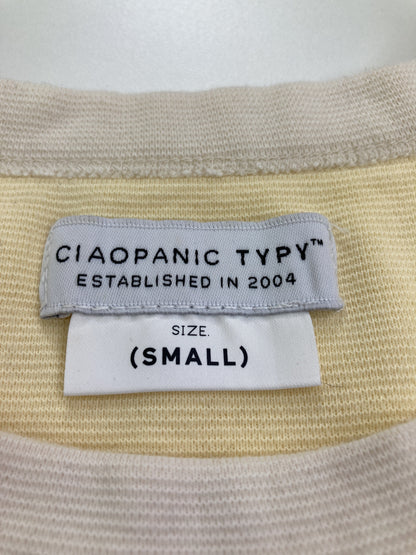 CIAOPANIC TYPY™
ESTABLISHED IN 2004
SIZE.
(SMALL)